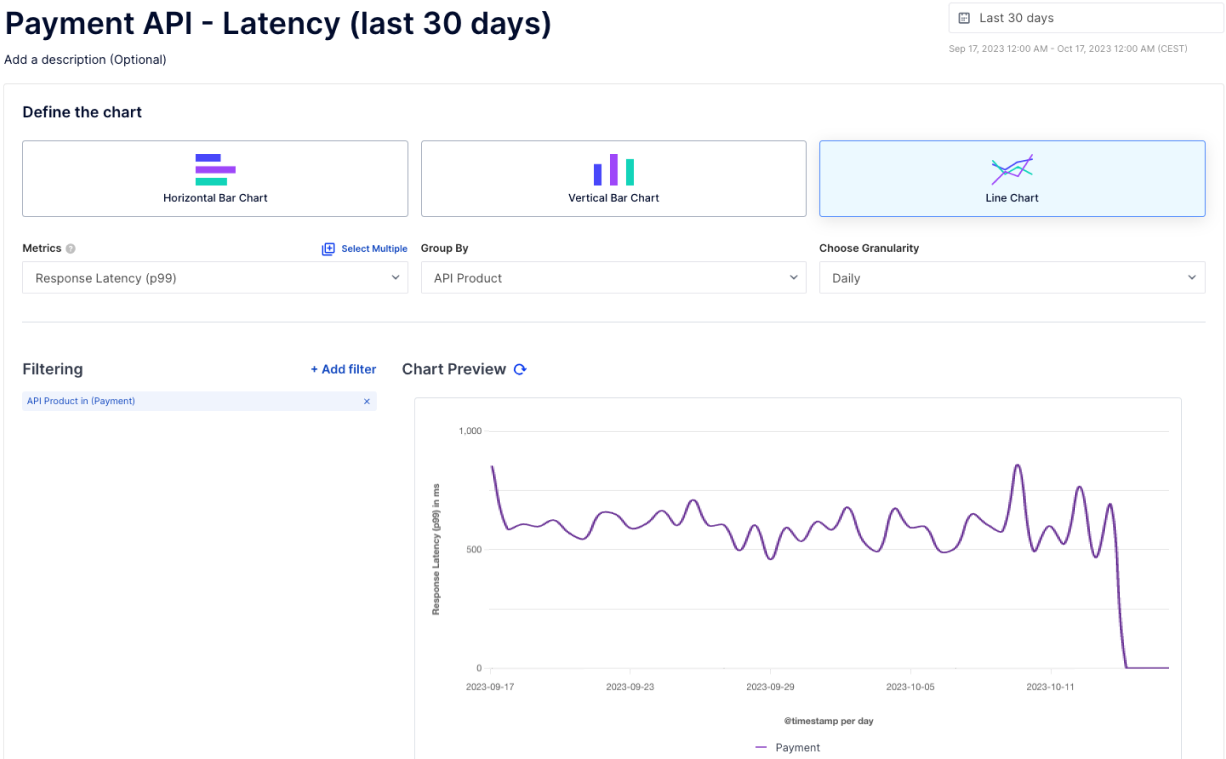 Payment API - Latency (last 30 days)
Last 30 days
Sep 17, 2023 12:00 AM - Oct 17, 2023 12:00 AM (CEST)
Add a description (Optional)
Define the chart
Horizontal Bar Chart
Vertical Bar Chart
Line Chart
Metrics ?
Select Multiple
Response Latency (p99)
Group By
API Product
Choose Granularity
Daily
Filtering
+ Add filter
API Product in (Payment) ×
Chart Preview
Response Latency (p99) in ms
1,000
500
0
2023-09-17
2023-09-23
2023-09-29
2023-10-05
2023-10-11
@timestamp per day
Payment